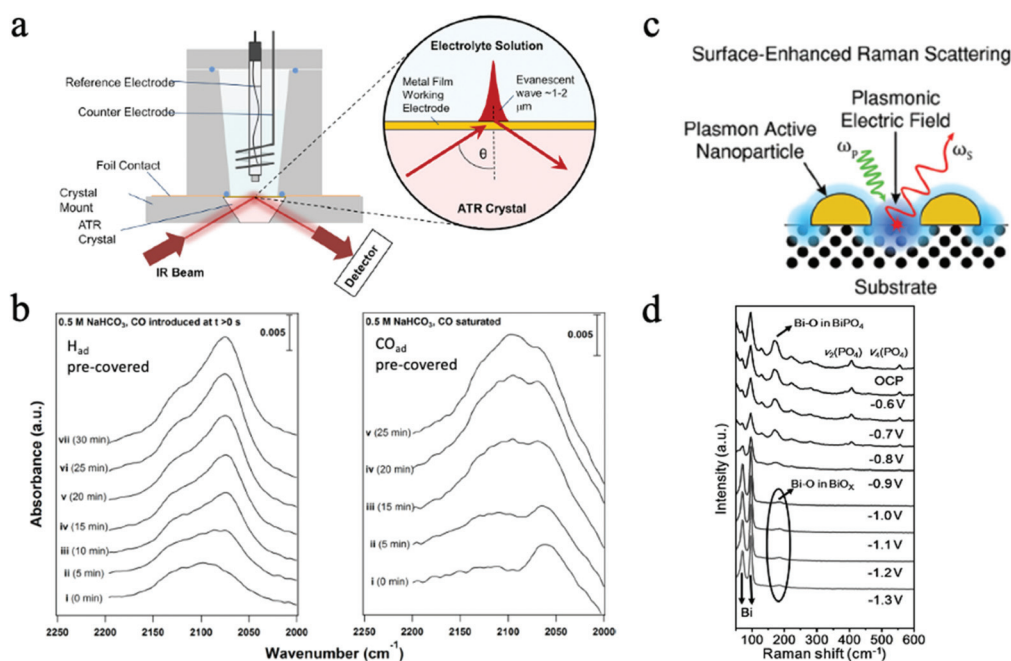 a
Reference Electrode
Counter Electrode
Foil Contact
Crystal
Mount
ATR
Crystal
IR Beam
Detector
Electrolyte Solution
Metal Film
Working
Electrode
Evanescent
wave ~1-2
μm
θ
ATR Crystal
c
Surface-Enhanced Raman Scattering
Plasmonic
Electric Field
Plasmon Active
Nanoparticle
ωP
ωS
Substrate
b
0.5 M NaHCO3, CO introduced at t >0 s
0.005
Had
pre-covered
vii (30 min)
vi (25 min)
v (20 min)
iv (15 min)
iii (10 min)
ii (5 min)
i (0 min)
2250 2200 2150 2100 2050 2000
0.5 M NaHCO3, CO saturated
0.005
COad
pre-covered
v (25 min)
iv (20 min)
iii (15 min)
ii (5 min)
i (0 min)
2250 2200 2150 2100 2050 2000
Absorbance (a.u.)
Wavenumber (cm-1)
d
Bi-O in BiPO4
ν2(PO4) ν4(PO4)
OCP
-0.6 V
-0.7 V
-0.8 V
-0.9 V
Bi-O in BiOX
-1.0 V
-1.1 V
-1.2 V
-1.3 V
Bi
100 200 300 400 500 600
Intensity (a.u.)
Raman shift (cm-1)